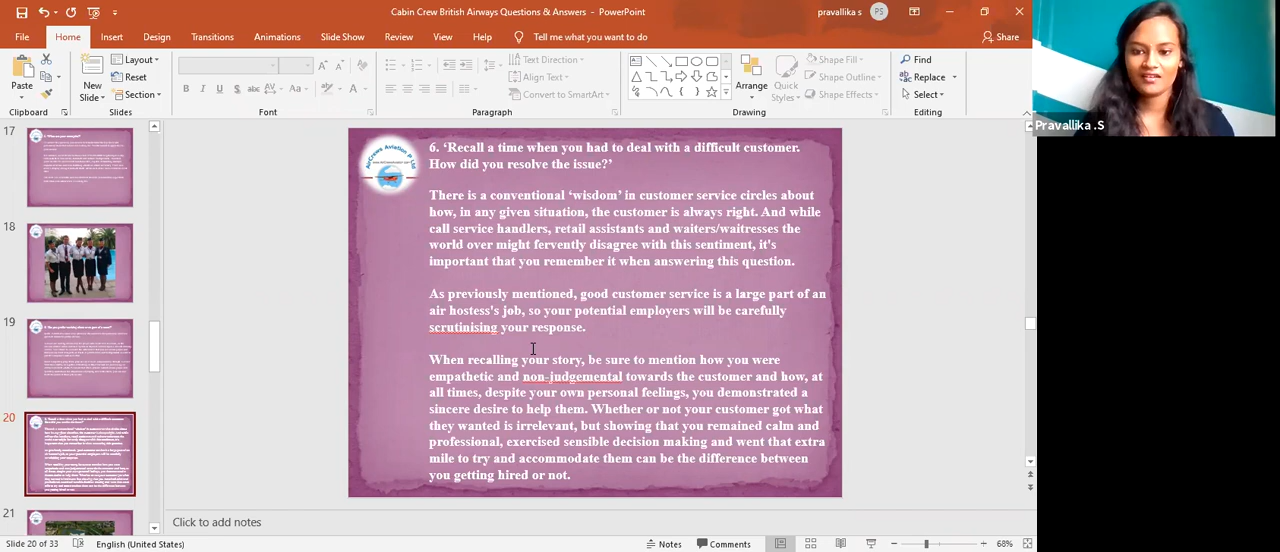 Cabin Crew British Airways Questions & Answers - PowerPoint
pravallika s
PS
File
Home
Insert
Design
Transitions
Animations
Slide Show
Review
View
Help
Tell me what you want to do
Share
Paste
Clipboard
New
Slide
Layout
Reset
Section
Slides
B I U S
Aa
A
Font
Text Direction
Align Text
Convert to SmartArt
Paragraph
Arrange
Quick
Styles
Shape Fill
Shape Outline
Shape Effects
Drawing
Find
Replace
Select
Editing
Pravallika .S
17
18
19
20
21
AirCrews Aviation P Ltd
6. ‘Recall a time when you had to deal with a difficult customer.
How did you resolve the issue?’
There is a conventional ‘wisdom’ in customer service circles about
how, in any given situation, the customer is always right. And while
call service handlers, retail assistants and waiters/waitresses the
world over might fervently disagree with this sentiment, it's
important that you remember it when answering this question.
As previously mentioned, good customer service is a large part of an
air hostess's job, so your potential employers will be carefully
scrutinising your response.
When recalling your story, be sure to mention how you were
empathetic and non-judgemental towards the customer and how, at
all times, despite your own personal feelings, you demonstrated a
sincere desire to help them. Whether or not your customer got what
they wanted is irrelevant, but showing that you remained calm and
professional, exercised sensible decision making and went that extra
mile to try and accommodate them can be the difference between
you getting hired or not.
Click to add notes
Slide 20 of 33
English (United States)
Notes
Comments
68%